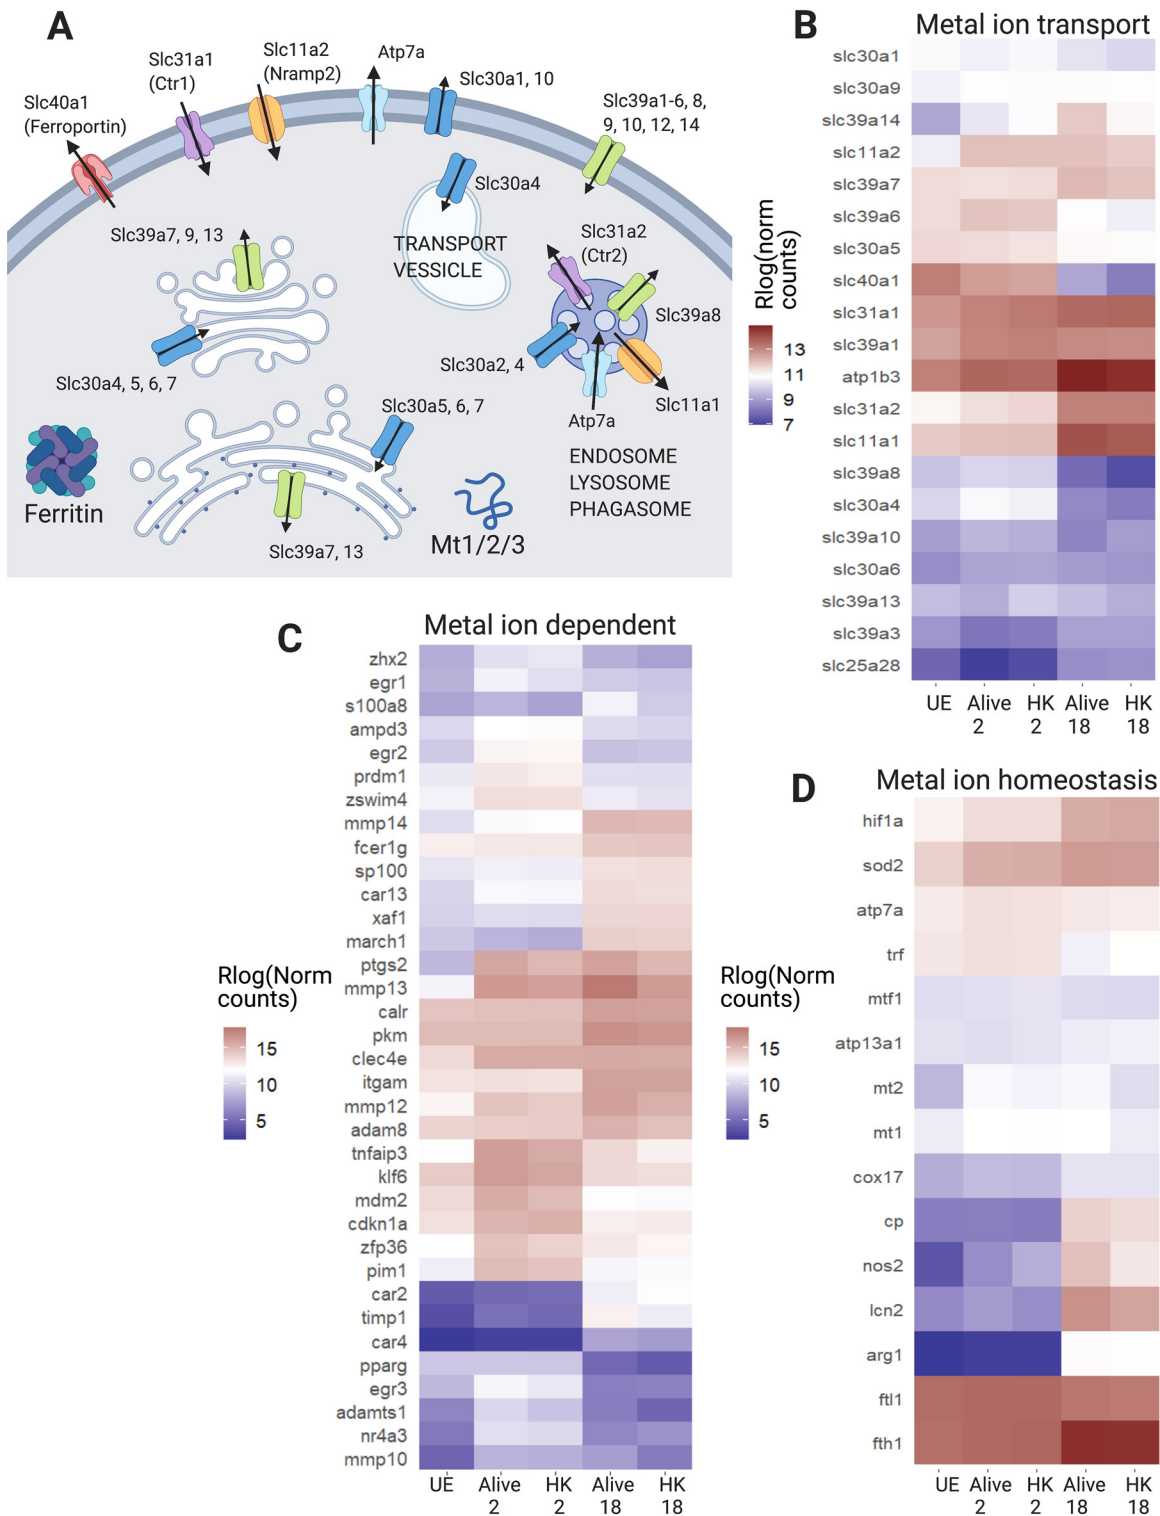 A
Slc40a1
(Ferroportin)
Slc31a1
(Ctr1)
Slc11a2
(Nramp2)
Atp7a
Slc30a1, 10
Slc39a1-6, 8,
9, 10, 12, 14
Slc30a4
TRANSPORT
VESSICLE
Slc39a7, 9, 13
Slc30a4, 5, 6, 7
Slc31a2
(Ctr2)
Slc39a8
Slc30a2, 4
Slc11a1
Atp7a
ENDOSOME
LYSOSOME
PHAGASOME
Slc30a5, 6, 7
Slc39a7, 13
Ferritin
Mt1/2/3
B
Metal ion transport
slc30a1
slc30a9
slc39a14
slc11a2
slc39a7
slc39a6
slc30a5
slc40a1
slc31a1
slc39a1
atp1b3
slc31a2
slc11a1
slc39a8
slc30a4
slc39a10
slc30a6
slc39a13
slc39a3
slc25a28
Rlog(norm
counts)
13
11
9
7
UE Alive HK Alive HK
2 2 18 18
C
Metal ion dependent
zhx2
egr1
s100a8
ampd3
egr2
prdm1
zswim4
mmp14
fcer1g
sp100
car13
xaf1
march1
ptgs2
mmp13
calr
pkm
clec4e
itgam
mmp12
adam8
tnfaip3
klf6
mdm2
cdkn1a
zfp36
pim1
car2
timp1
car4
pparg
egr3
adamts1
nr4a3
mmp10
Rlog(Norm
counts)
15
10
5
UE Alive HK Alive HK
2 2 18 18
D
Metal ion homeostasis
hif1a
sod2
atp7a
trf
mtf1
atp13a1
mt2
mt1
cox17
cp
nos2
lcn2
arg1
ftl1
fth1
Rlog(Norm
counts)
15
10
5
UE Alive HK Alive HK
2 2 18 18